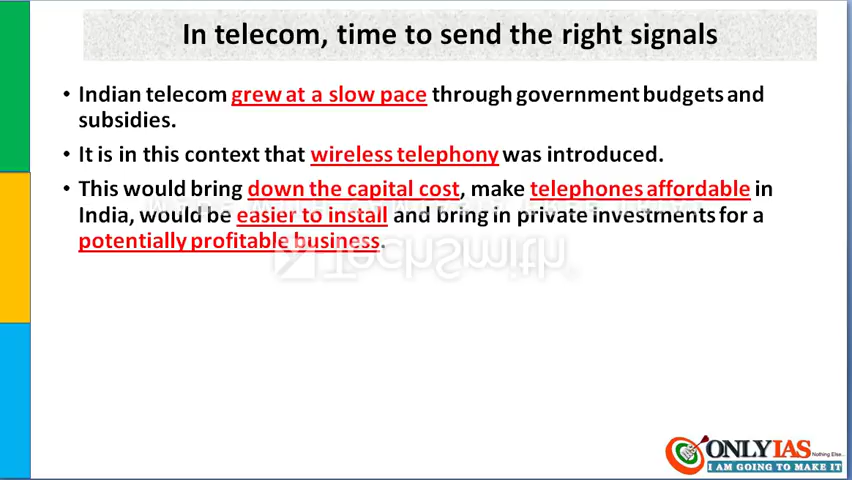 In telecom, time to send the right signals
• Indian telecom grew at a slow pace through government budgets and
subsidies.
• It is in this context that wireless telephony was introduced.
• This would bring down the capital cost, make telephones affordable in
India, would be easier to install and bring in private investments for a
potentially profitable business.
TechSmith
ONLYIAS
Nothing Else..
I AM GOING TO MAKE IT